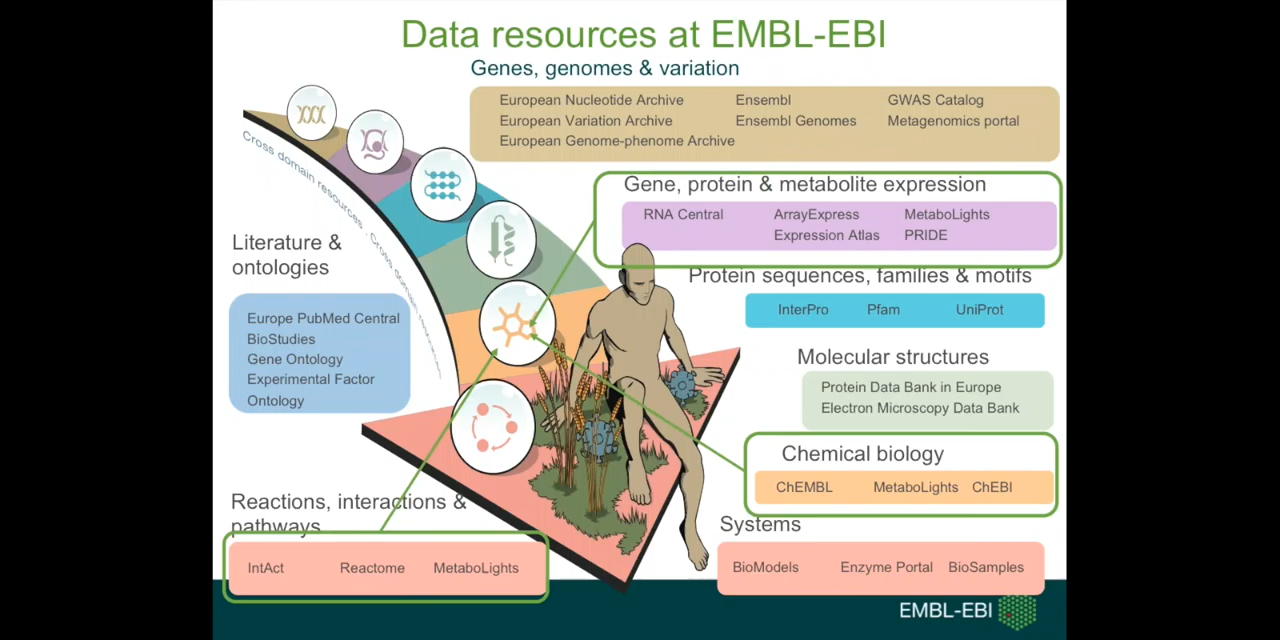 Data resources at EMBL-EBI
Genes, genomes & variation
European Nucleotide Archive
Ensembl
GWAS Catalog
European Variation Archive
Ensembl Genomes
Metagenomics portal
European Genome-phenome Archive
Cross domain resources · Cross domain
Gene, protein & metabolite expression
RNA Central
ArrayExpress
MetaboLights
Expression Atlas
PRIDE
Literature &
ontologies
Europe PubMed Central
BioStudies
Gene Ontology
Experimental Factor
Ontology
Protein sequences, families & motifs
InterPro
Pfam
UniProt
Molecular structures
Protein Data Bank in Europe
Electron Microscopy Data Bank
Chemical biology
ChEMBL
MetaboLights
ChEBI
Reactions, interactions &
pathways
IntAct
Reactome
MetaboLights
Systems
BioModels
Enzyme Portal
BioSamples
EMBL-EBI